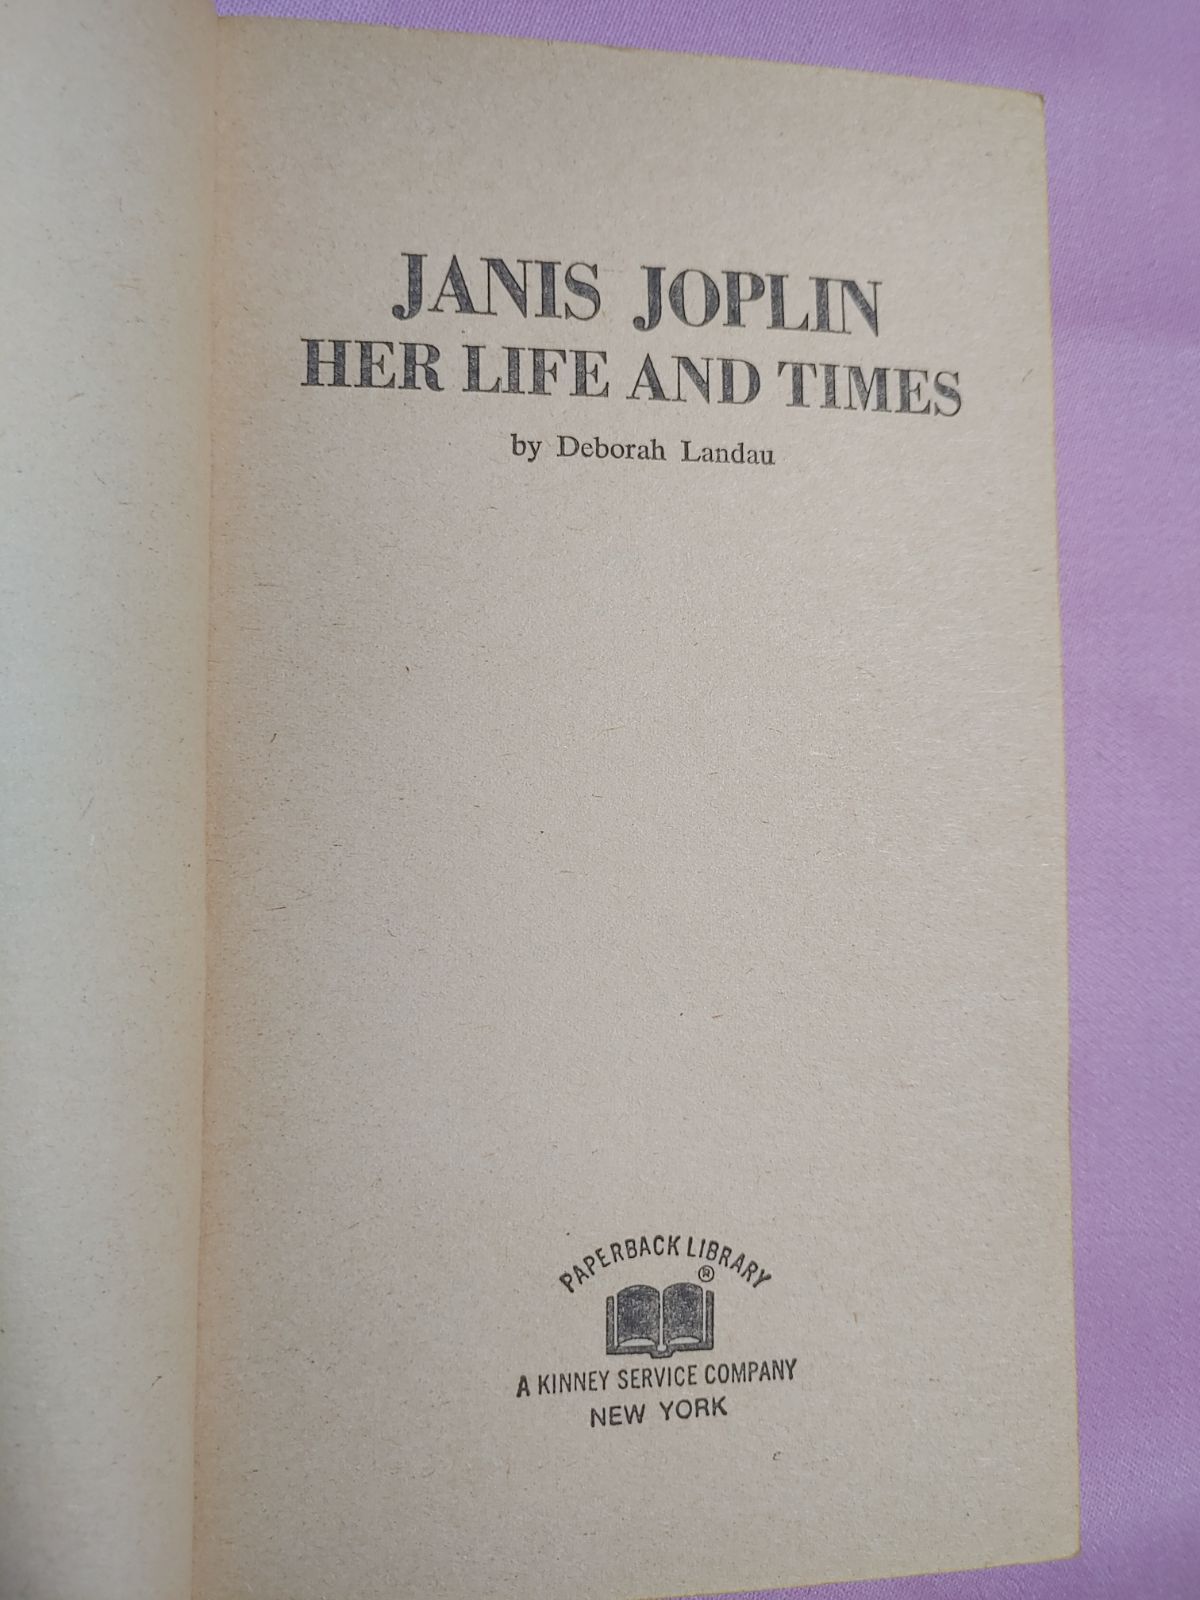 JANIS JOPLIN
HER LIFE AND TIMES
by Deborah Landau
PAPERBACK LIBRARY
®
A KINNEY SERVICE COMPANY
NEW YORK